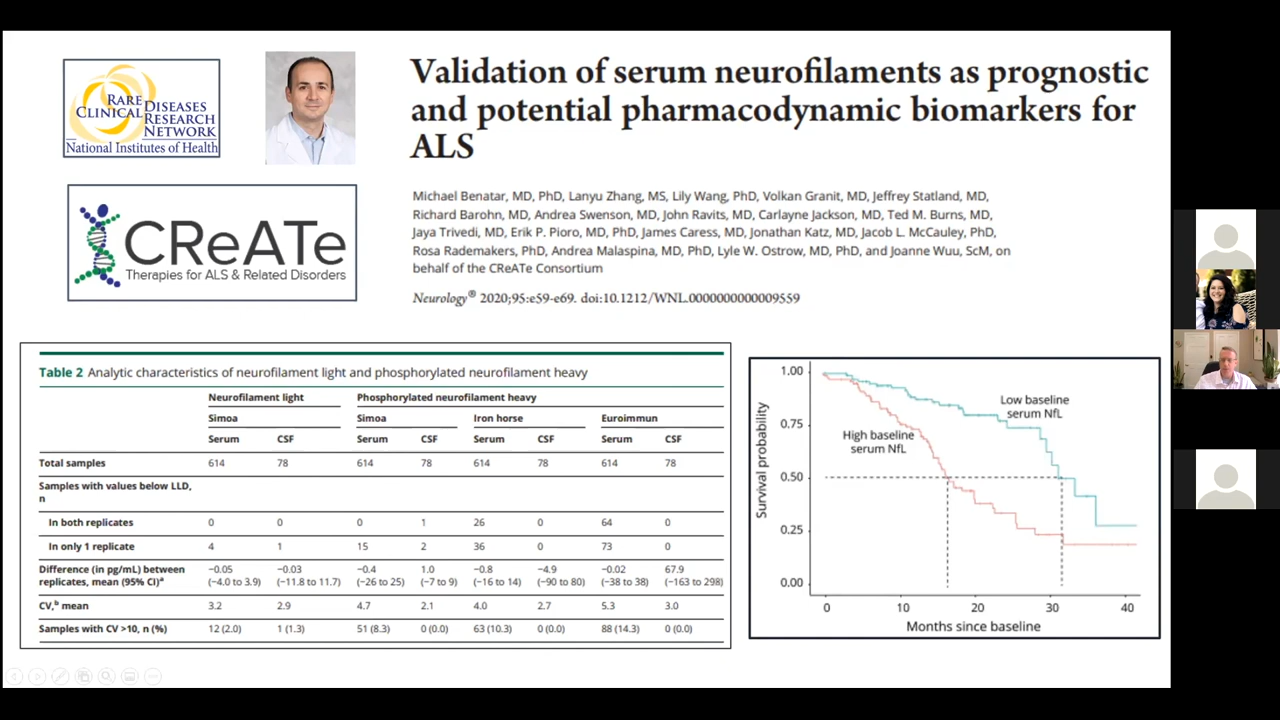 RARE
CLINICAL
DISEASES
RESEARCH
NETWORK
National Institutes of Health
CReATe
Therapies for ALS & Related Disorders
Validation of serum neurofilaments as prognostic
and potential pharmacodynamic biomarkers for
ALS
Michael Benatar, MD, PhD, Lanyu Zhang, MS, Lily Wang, PhD, Volkan Granit, MD, Jeffrey Statland, MD,
Richard Barohn, MD, Andrea Swenson, MD, John Ravits, MD, Carlayne Jackson, MD, Ted M. Burns, MD,
Jaya Trivedi, MD, Erik P. Pioro, MD, PhD, James Caress, MD, Jonathan Katz, MD, Jacob L. McCauley, PhD,
Rosa Rademakers, PhD, Andrea Malaspina, MD, PhD, Lyle W. Ostrow, MD, PhD, and Joanne Wuu, ScM, on
behalf of the CReATe Consortium
Neurology® 2020;95:e59-e69. doi:10.1212/WNL.0000000000009559
Table 2 Analytic characteristics of neurofilament light and phosphorylated neurofilament heavy
Neurofilament light Phosphorylated neurofilament heavy
Simoa Simoa Iron horse Euroimmun
Serum CSF Serum CSF Serum CSF Serum CSF
Total samples 614 78 614 78 614 78 614 78
Samples with values below LLD,
n
In both replicates 0 0 0 1 26 0 64 0
In only 1 replicate 4 1 15 2 36 0 73 0
Difference (in pg/mL) between −0.05 −0.03 −0.4 1.0 −0.8 −4.9 −0.02 67.9
replicates, mean (95% CI)a (−4.0 to 3.9) (−11.8 to 11.7) (−26 to 25) (−7 to 9) (−16 to 14) (−90 to 80) (−38 to 38) (−163 to 298)
CV,b mean 3.2 2.9 4.7 2.1 4.0 2.7 5.3 3.0
Samples with CV >10, n (%) 12 (2.0) 1 (1.3) 51 (8.3) 0 (0.0) 63 (10.3) 0 (0.0) 88 (14.3) 0 (0.0)
Survival probability
1.00
0.75
0.50
0.25
0.00
Low baseline
serum NfL
High baseline
serum NfL
0 10 20 30 40
Months since baseline